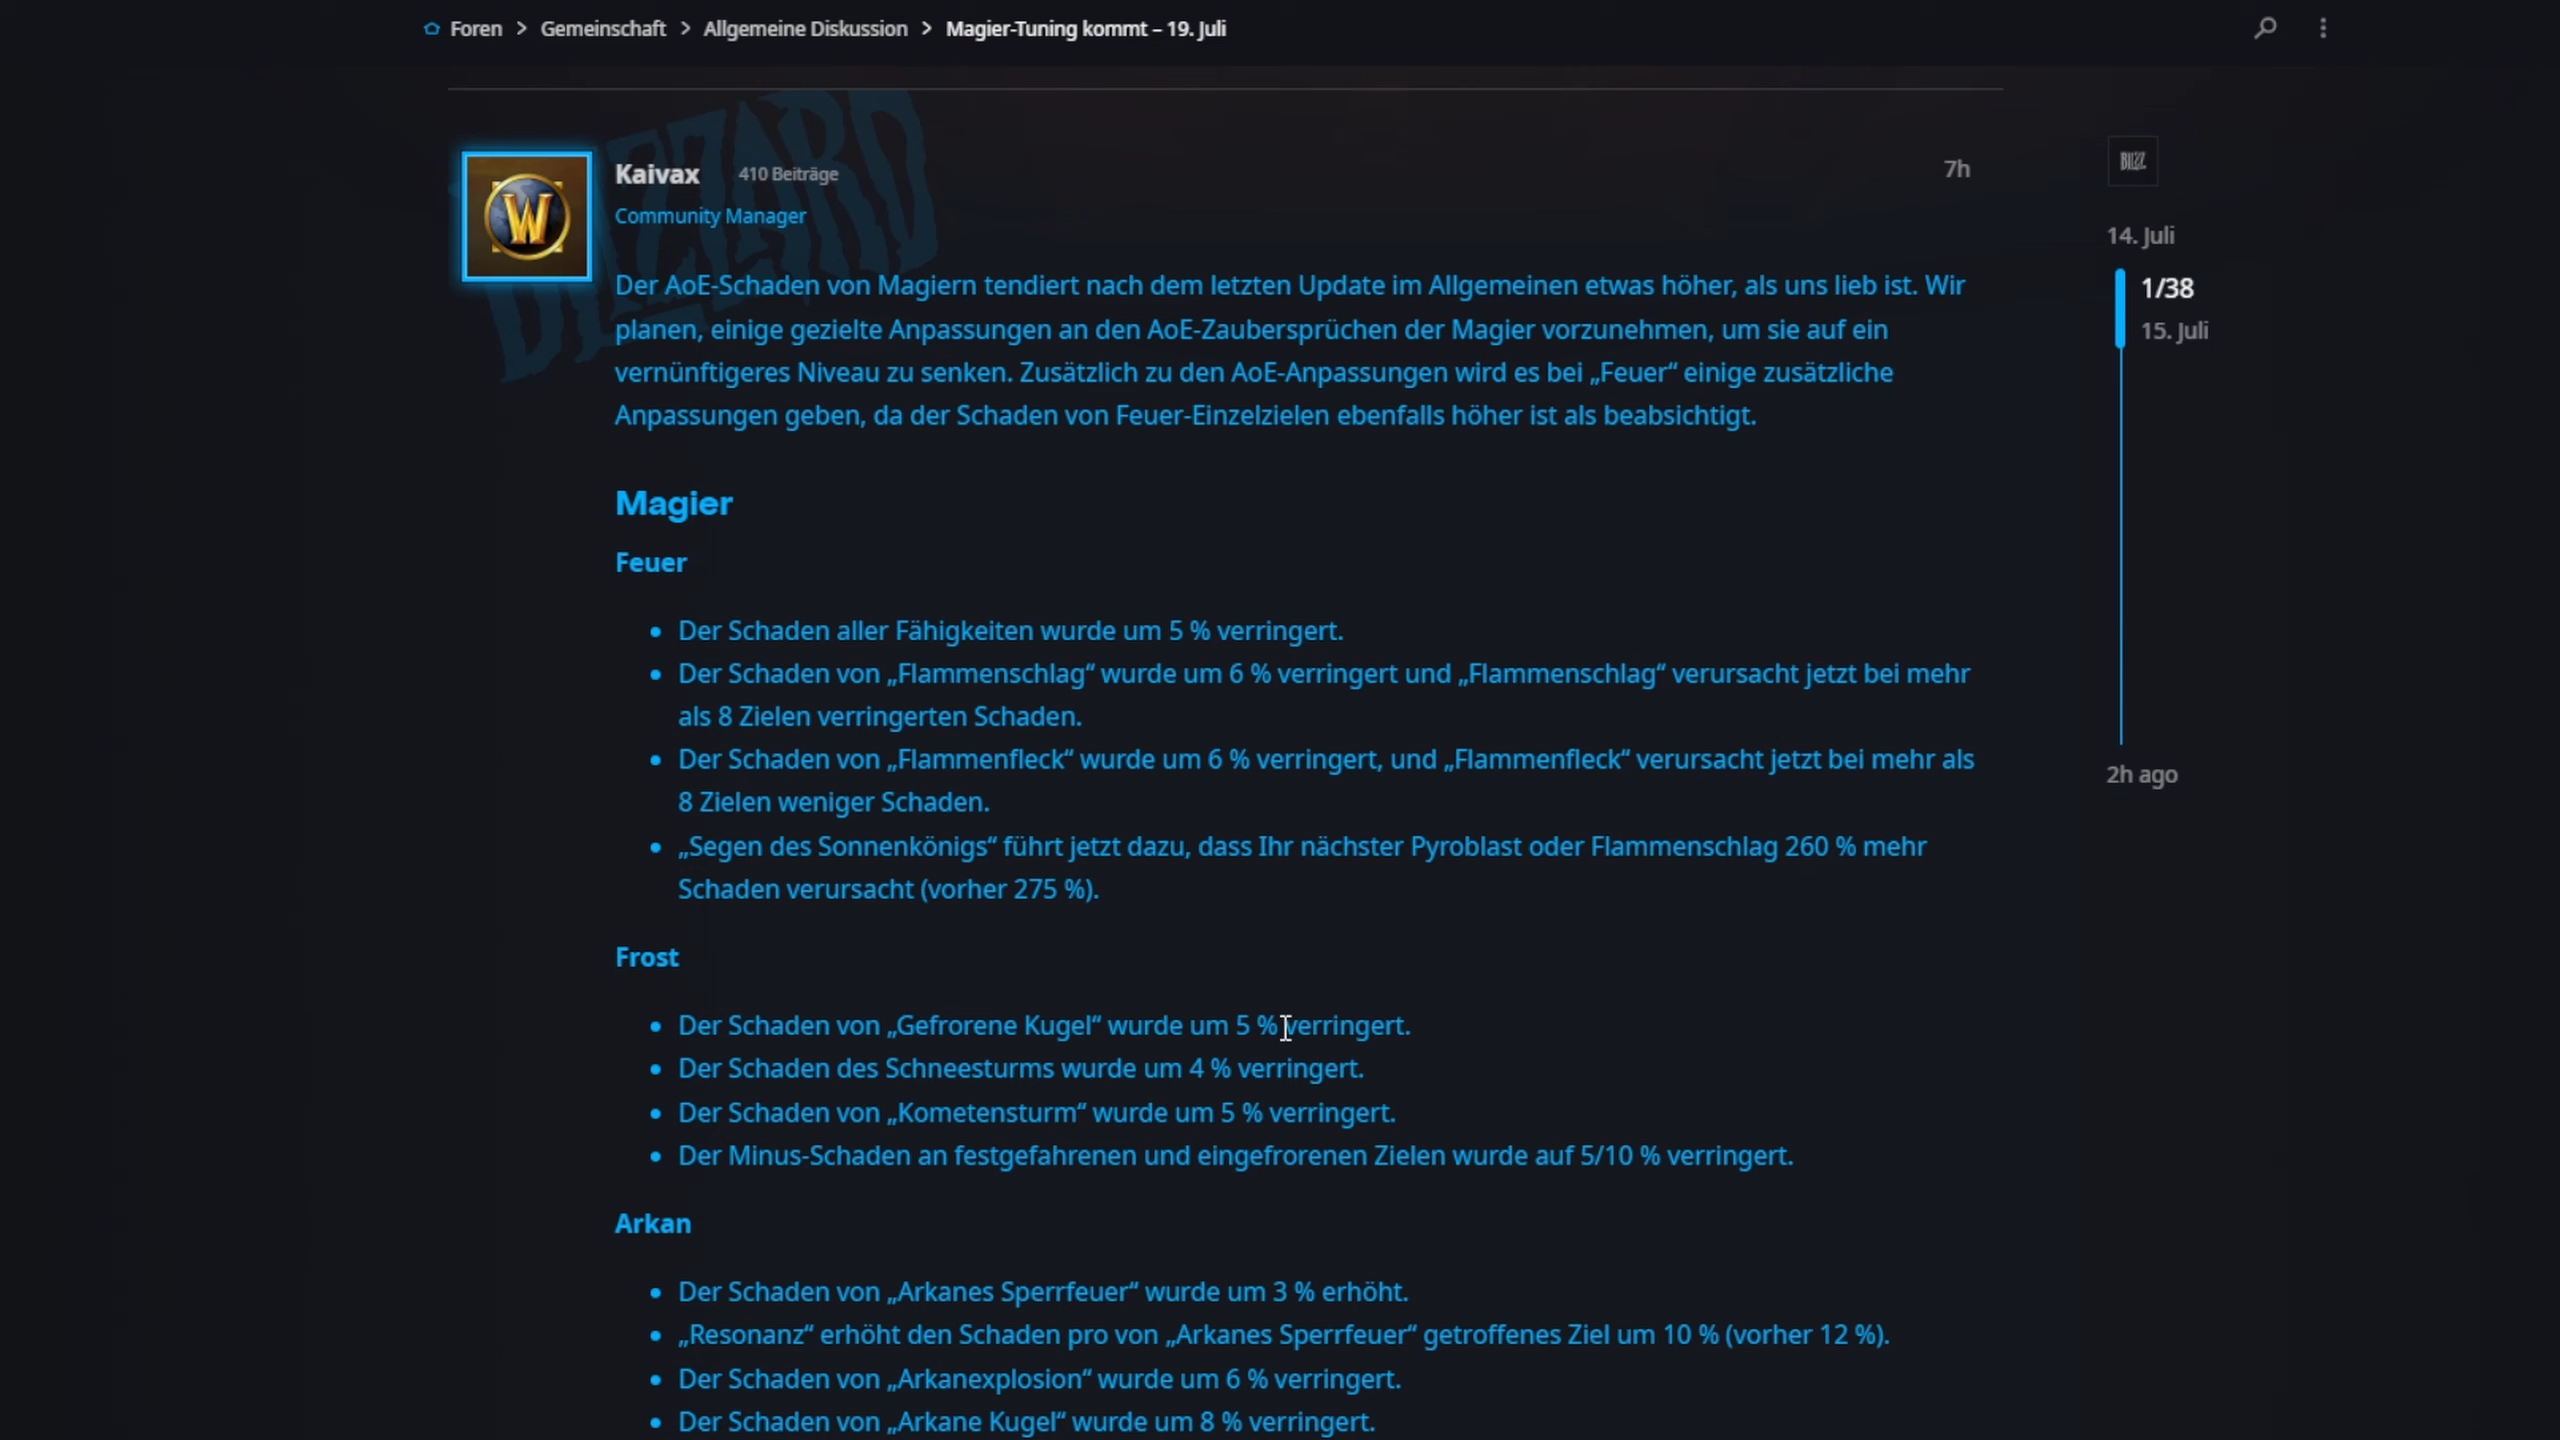 Foren > Gemeinschaft > Allgemeine Diskussion > Magier-Tuning kommt – 19. Juli
BLIZZARD
Kaivax 410 Beiträge 7h
Community Manager
Der AoE-Schaden von Magiern tendiert nach dem letzten Update im Allgemeinen etwas höher, als uns lieb ist. Wir
planen, einige gezielte Anpassungen an den AoE-Zaubersprüchen der Magier vorzunehmen, um sie auf ein
vernünftigeres Niveau zu senken. Zusätzlich zu den AoE-Anpassungen wird es bei „Feuer“ einige zusätzliche
Anpassungen geben, da der Schaden von Feuer-Einzelzielen ebenfalls höher ist als beabsichtigt.
Magier
Feuer
• Der Schaden aller Fähigkeiten wurde um 5 % verringert.
• Der Schaden von „Flammenschlag“ wurde um 6 % verringert und „Flammenschlag“ verursacht jetzt bei mehr
als 8 Zielen verringerten Schaden.
• Der Schaden von „Flammenfleck“ wurde um 6 % verringert, und „Flammenfleck“ verursacht jetzt bei mehr als
8 Zielen weniger Schaden.
• „Segen des Sonnenkönigs“ führt jetzt dazu, dass Ihr nächster Pyroblast oder Flammenschlag 260 % mehr
Schaden verursacht (vorher 275 %).
Frost
• Der Schaden von „Gefrorene Kugel“ wurde um 5 % verringert.
• Der Schaden des Schneesturms wurde um 4 % verringert.
• Der Schaden von „Kometensturm“ wurde um 5 % verringert.
• Der Minus-Schaden an festgefahrenen und eingefrorenen Zielen wurde auf 5/10 % verringert.
Arkan
• Der Schaden von „Arkanes Sperrfeuer“ wurde um 3 % erhöht.
• „Resonanz“ erhöht den Schaden pro von „Arkanes Sperrfeuer“ getroffenes Ziel um 10 % (vorher 12 %).
• Der Schaden von „Arkanexplosion“ wurde um 6 % verringert.
• Der Schaden von „Arkane Kugel“ wurde um 8 % verringert.
BLIZZ
14. Juli
1/38
15. Juli
2h ago